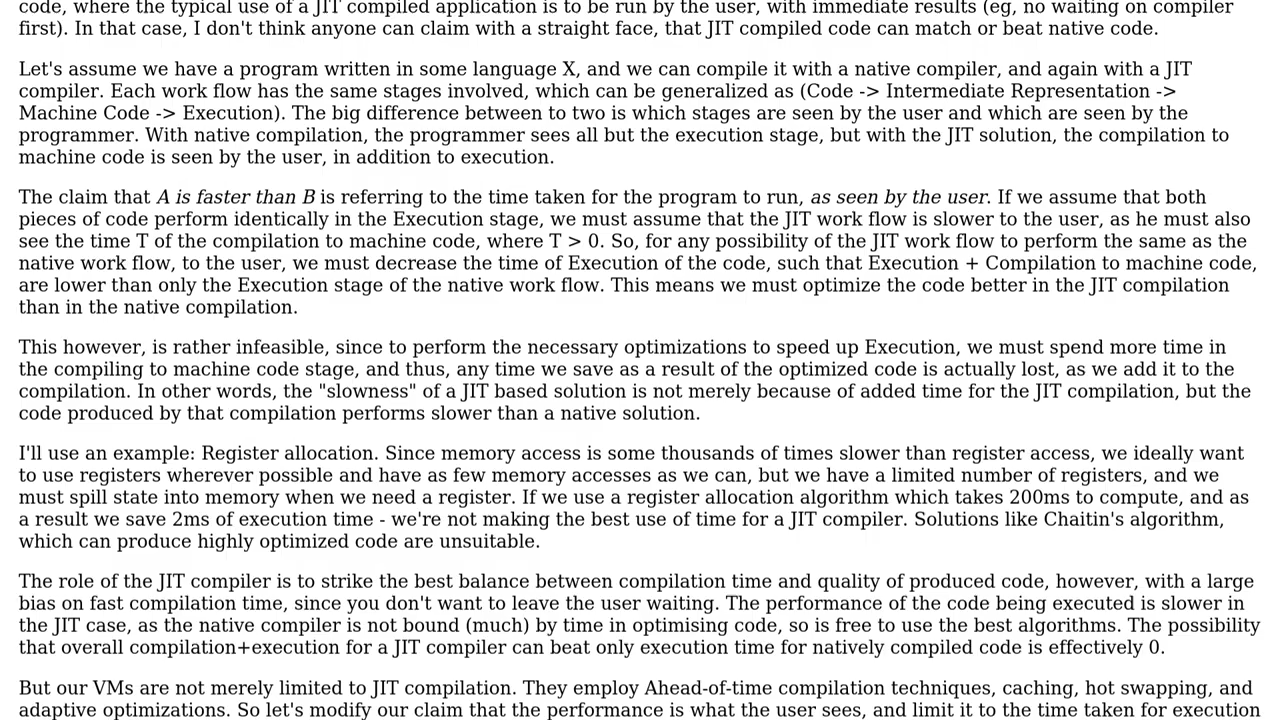 code, where the typical use of a JIT compiled application is to be run by the user, with immediate results (eg, no waiting on compiler
first). In that case, I don't think anyone can claim with a straight face, that JIT compiled code can match or beat native code.
Let's assume we have a program written in some language X, and we can compile it with a native compiler, and again with a JIT
compiler. Each work flow has the same stages involved, which can be generalized as (Code -> Intermediate Representation ->
Machine Code -> Execution). The big difference between to two is which stages are seen by the user and which are seen by the
programmer. With native compilation, the programmer sees all but the execution stage, but with the JIT solution, the compilation to
machine code is seen by the user, in addition to execution.
The claim that A is faster than B is referring to the time taken for the program to run, as seen by the user. If we assume that both
pieces of code perform identically in the Execution stage, we must assume that the JIT work flow is slower to the user, as he must also
see the time T of the compilation to machine code, where T > 0. So, for any possibility of the JIT work flow to perform the same as the
native work flow, to the user, we must decrease the time of Execution of the code, such that Execution + Compilation to machine code,
are lower than only the Execution stage of the native work flow. This means we must optimize the code better in the JIT compilation
than in the native compilation.
This however, is rather infeasible, since to perform the necessary optimizations to speed up Execution, we must spend more time in
the compiling to machine code stage, and thus, any time we save as a result of the optimized code is actually lost, as we add it to the
compilation. In other words, the "slowness" of a JIT based solution is not merely because of added time for the JIT compilation, but the
code produced by that compilation performs slower than a native solution.
I'll use an example: Register allocation. Since memory access is some thousands of times slower than register access, we ideally want
to use registers wherever possible and have as few memory accesses as we can, but we have a limited number of registers, and we
must spill state into memory when we need a register. If we use a register allocation algorithm which takes 200ms to compute, and as
a result we save 2ms of execution time - we're not making the best use of time for a JIT compiler. Solutions like Chaitin's algorithm,
which can produce highly optimized code are unsuitable.
The role of the JIT compiler is to strike the best balance between compilation time and quality of produced code, however, with a large
bias on fast compilation time, since you don't want to leave the user waiting. The performance of the code being executed is slower in
the JIT case, as the native compiler is not bound (much) by time in optimising code, so is free to use the best algorithms. The possibility
that overall compilation+execution for a JIT compiler can beat only execution time for natively compiled code is effectively 0.
But our VMs are not merely limited to JIT compilation. They employ Ahead-of-time compilation techniques, caching, hot swapping, and
adaptive optimizations. So let's modify our claim that the performance is what the user sees, and limit it to the time taken for execution